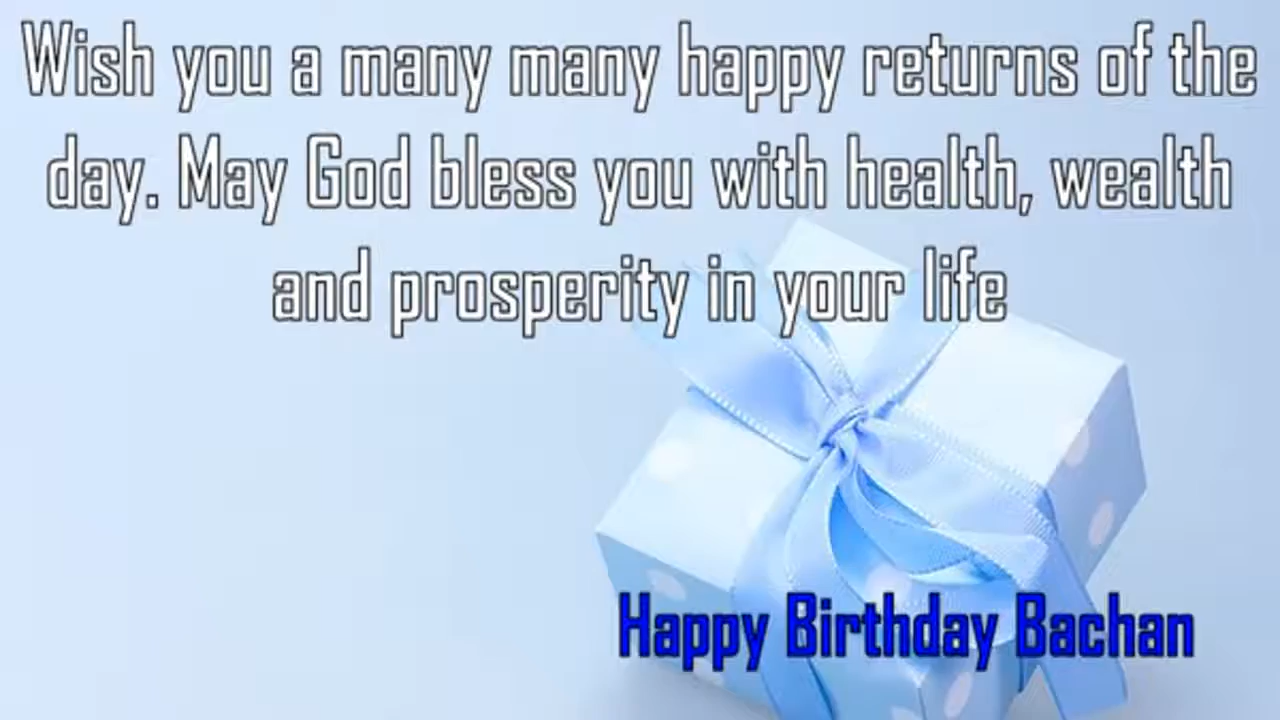 Wish you a many many happy returns of the
day. May God bless you with health, wealth
and prosperity in your life
Happy Birthday Bachan